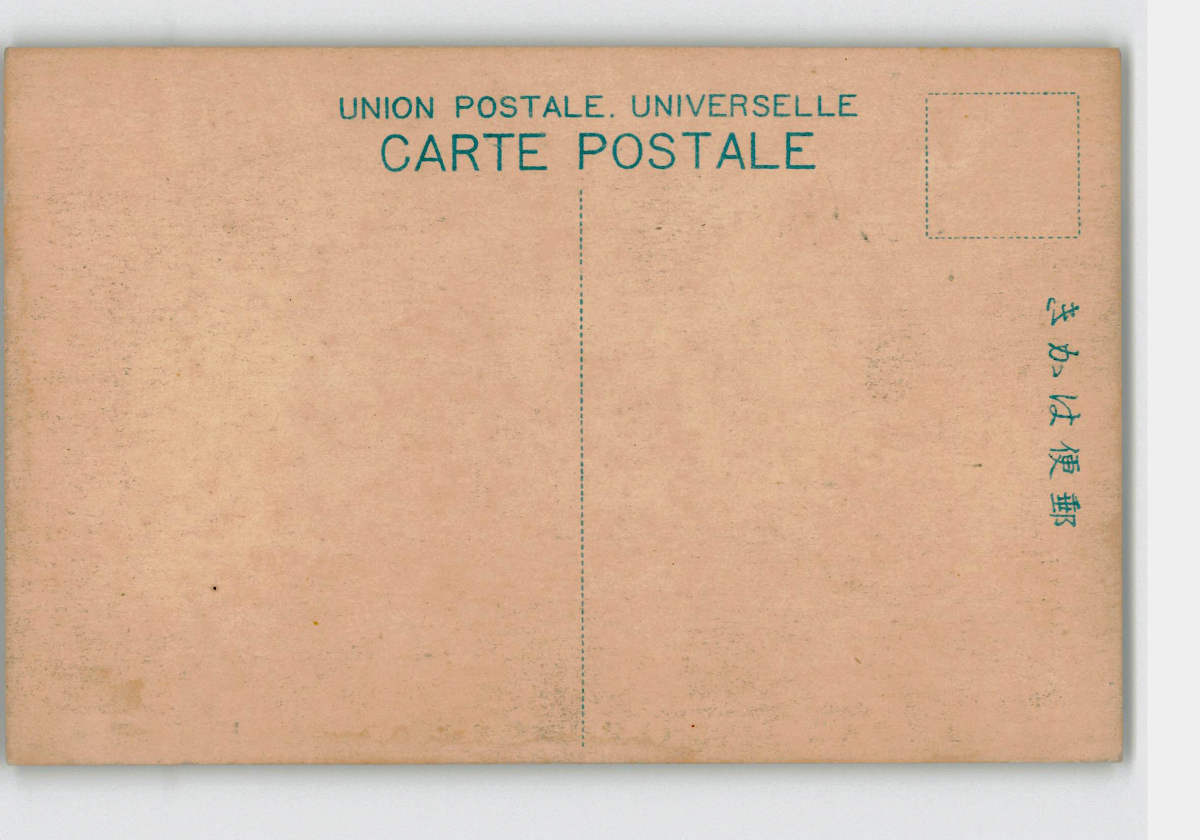 UNION POSTALE. UNIVERSELLE
CARTE POSTALE
郵便はかき